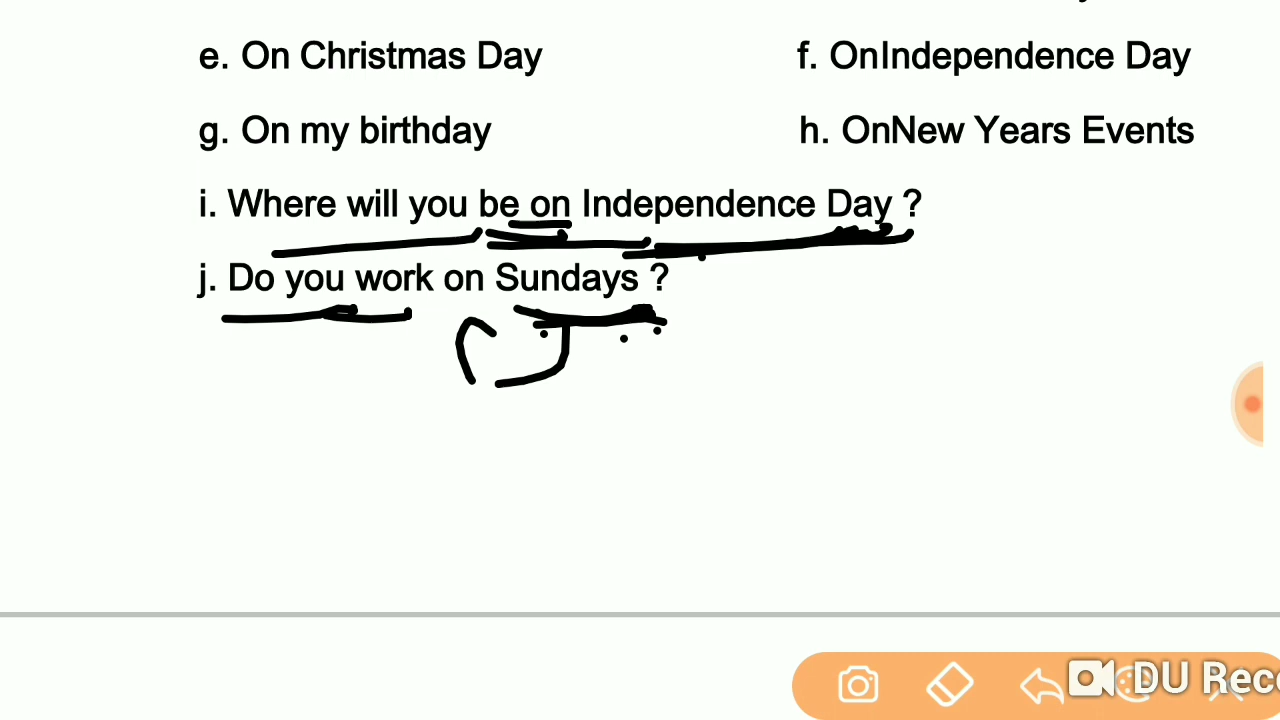 e. On Christmas Day f. OnIndependence Day
g. On my birthday h. OnNew Years Events
i. Where will you be on Independence Day ?
j. Do you work on Sundays ?
DU Rec